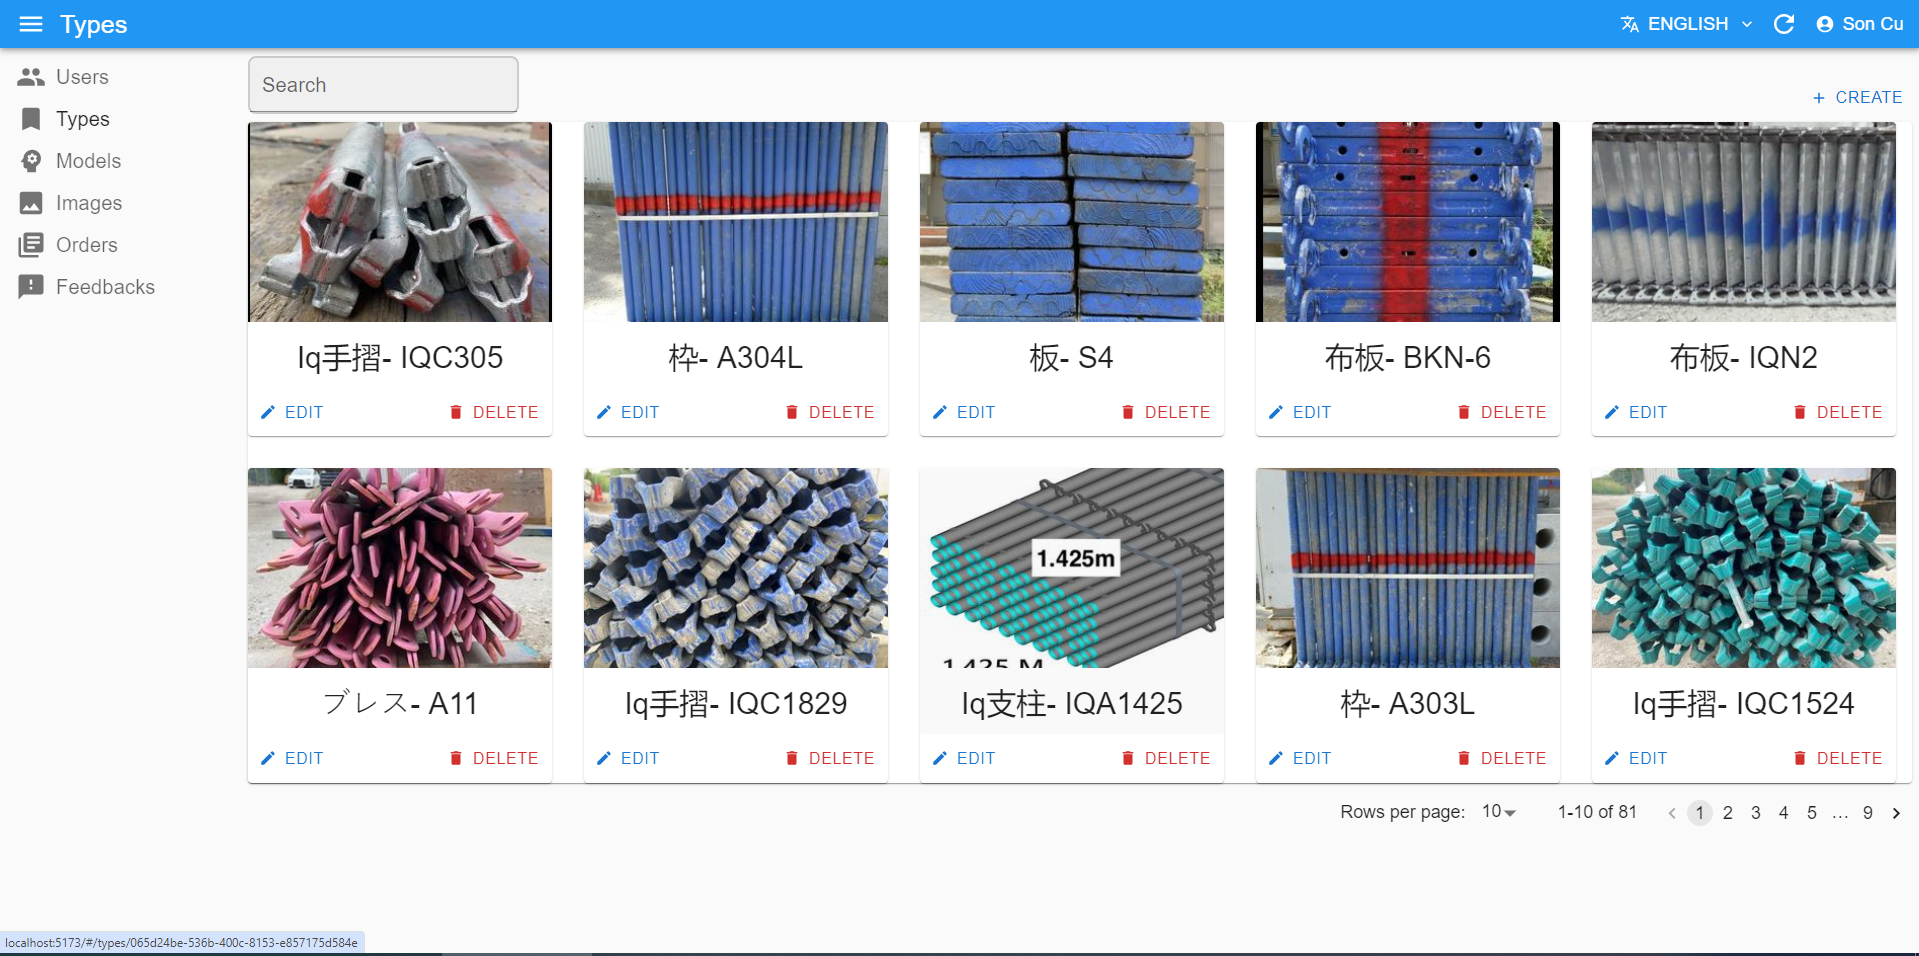 Types
ENGLISH
Son Cu
Users
Types
Models
Images
Orders
Feedbacks
Search
+ CREATE
Iq手摺- IQC305
枠- A304L
板- S4
布板- BKN-6
布板- IQN2
EDIT DELETE
EDIT DELETE
EDIT DELETE
EDIT DELETE
EDIT DELETE
1.425m
ブレス- A11
Iq手摺- IQC1829
Iq支柱- IQA1425
枠- A303L
Iq手摺- IQC1524
EDIT DELETE
EDIT DELETE
EDIT DELETE
EDIT DELETE
EDIT DELETE
Rows per page: 10 1-10 of 81 1 2 3 4 5 ... 9
localhost:5173/#/types/065d24be-536b-400c-8153-e857175d584e